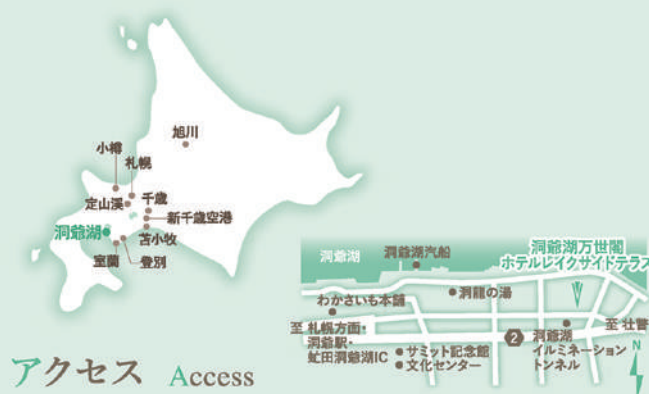 旭川
小樽
札幌
定山渓
千歳
新千歳空港
洞爺湖
苫小牧
室蘭
登別
洞爺湖
洞爺湖汽船
洞爺湖万世閣
ホテルレイクサイドテラス
わかさいも本舗
洞龍の湯
至 札幌方面・
洞爺駅・
虻田洞爺湖IC
サミット記念館
文化センター
2
洞爺湖
イルミネーション
トンネル
至 壮瞥
N
アクセス Access